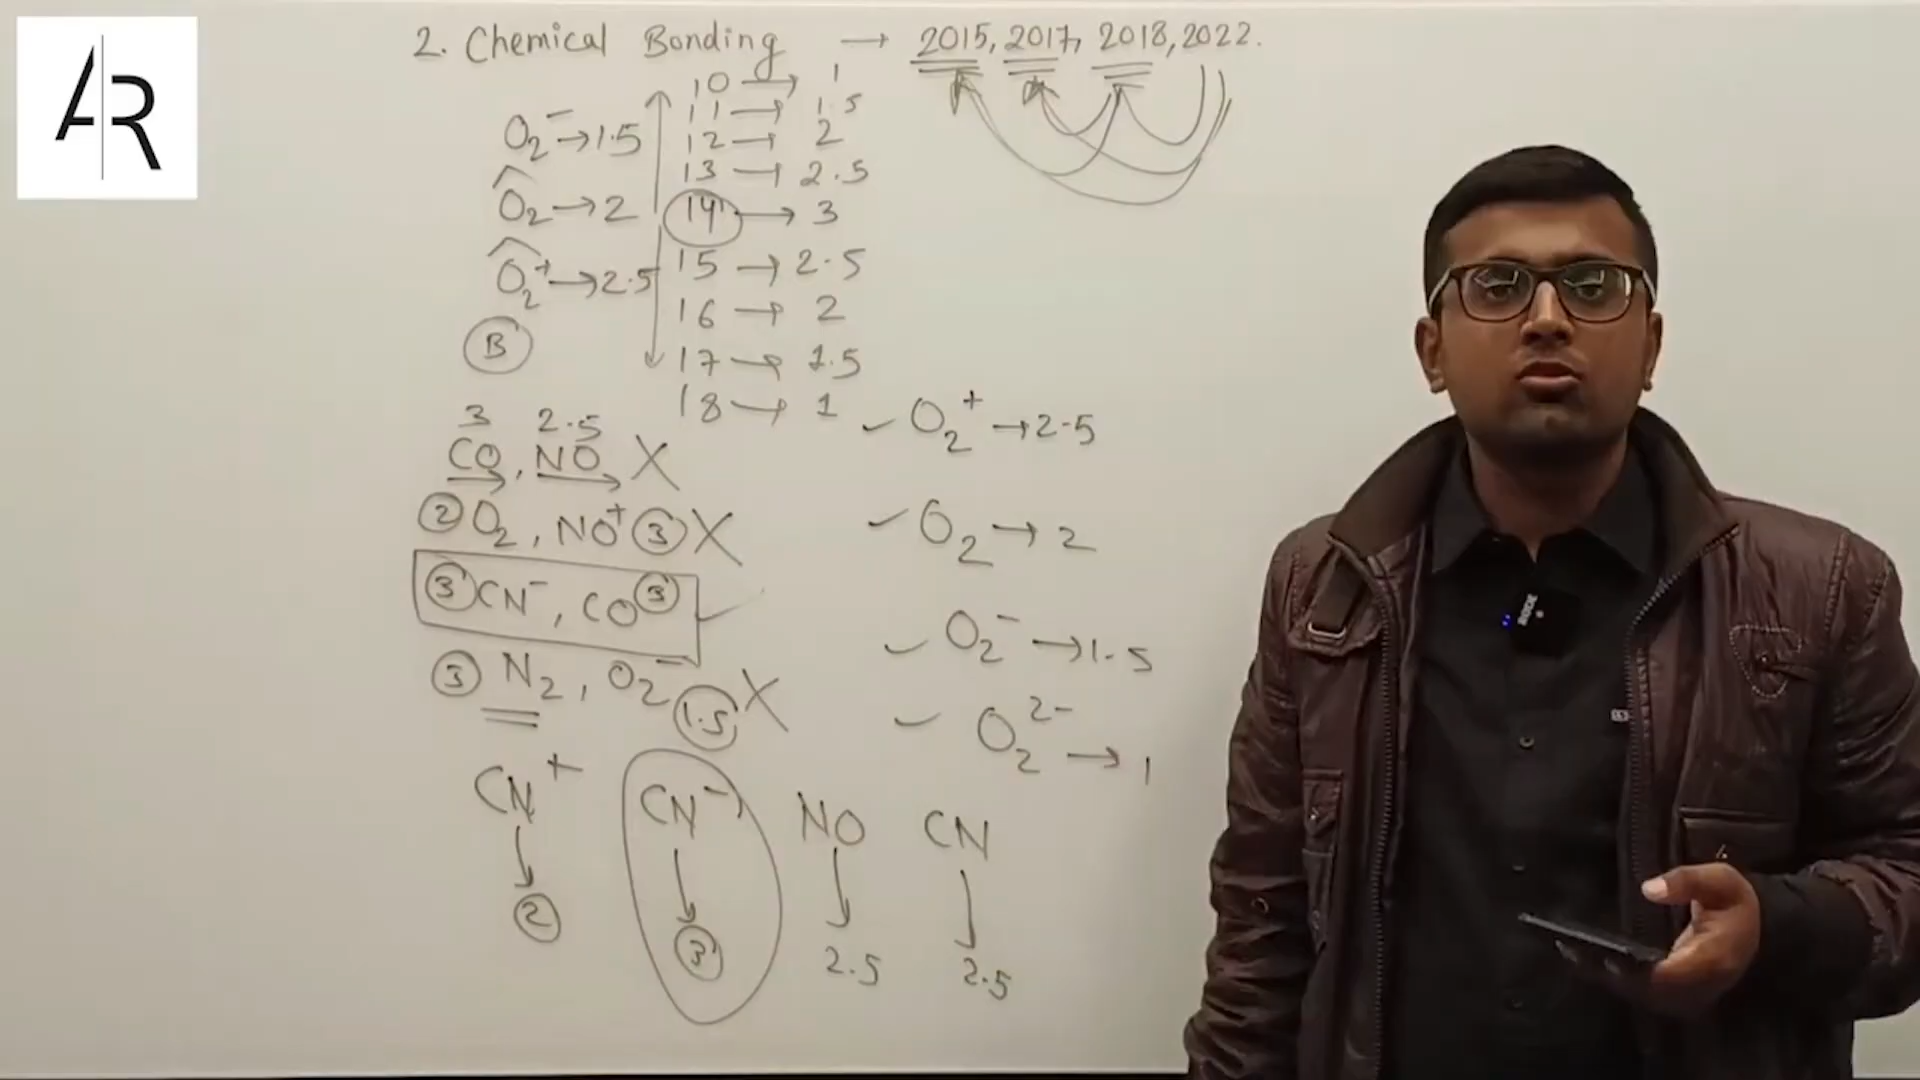 AR
2. Chemical Bonding → 2015, 2017, 2018, 2022.
10 → 1
11 → 1.5
12 → 2
13 → 2.5
14 → 3
15 → 2.5
16 → 2
17 → 1.5
18 → 1
O₂⁻ → 1.5
O₂ → 2
O₂⁺ → 2.5
B
3 2.5
CO, NO X
② O₂, NO⁺ ③ X
③ CN⁻, CO ③
③ N₂, O₂⁻ 1.5 X
CN⁺ CN⁻ NO CN
② ③ 2.5 2.5
✓ O₂⁺ → 2.5
✓ O₂ → 2
✓ O₂⁻ → 1.5
✓ O₂²⁻ → 1
RODE